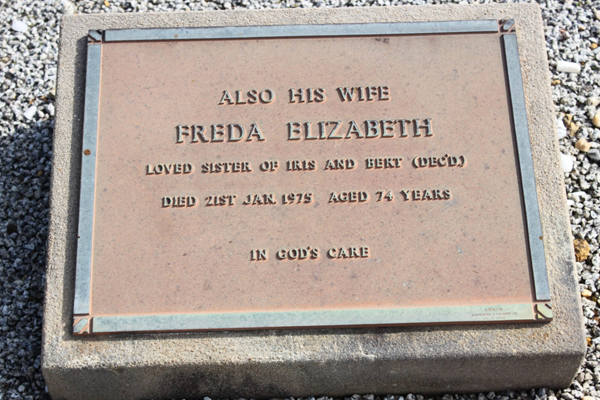 ALSO HIS WIFE
FREDA ELIZABETH
LOVED SISTER OF IRIS AND BERT (DEC'D.)
DIED 21ST JAN. 1975 AGED 74 YEARS
IN GOD'S CARE